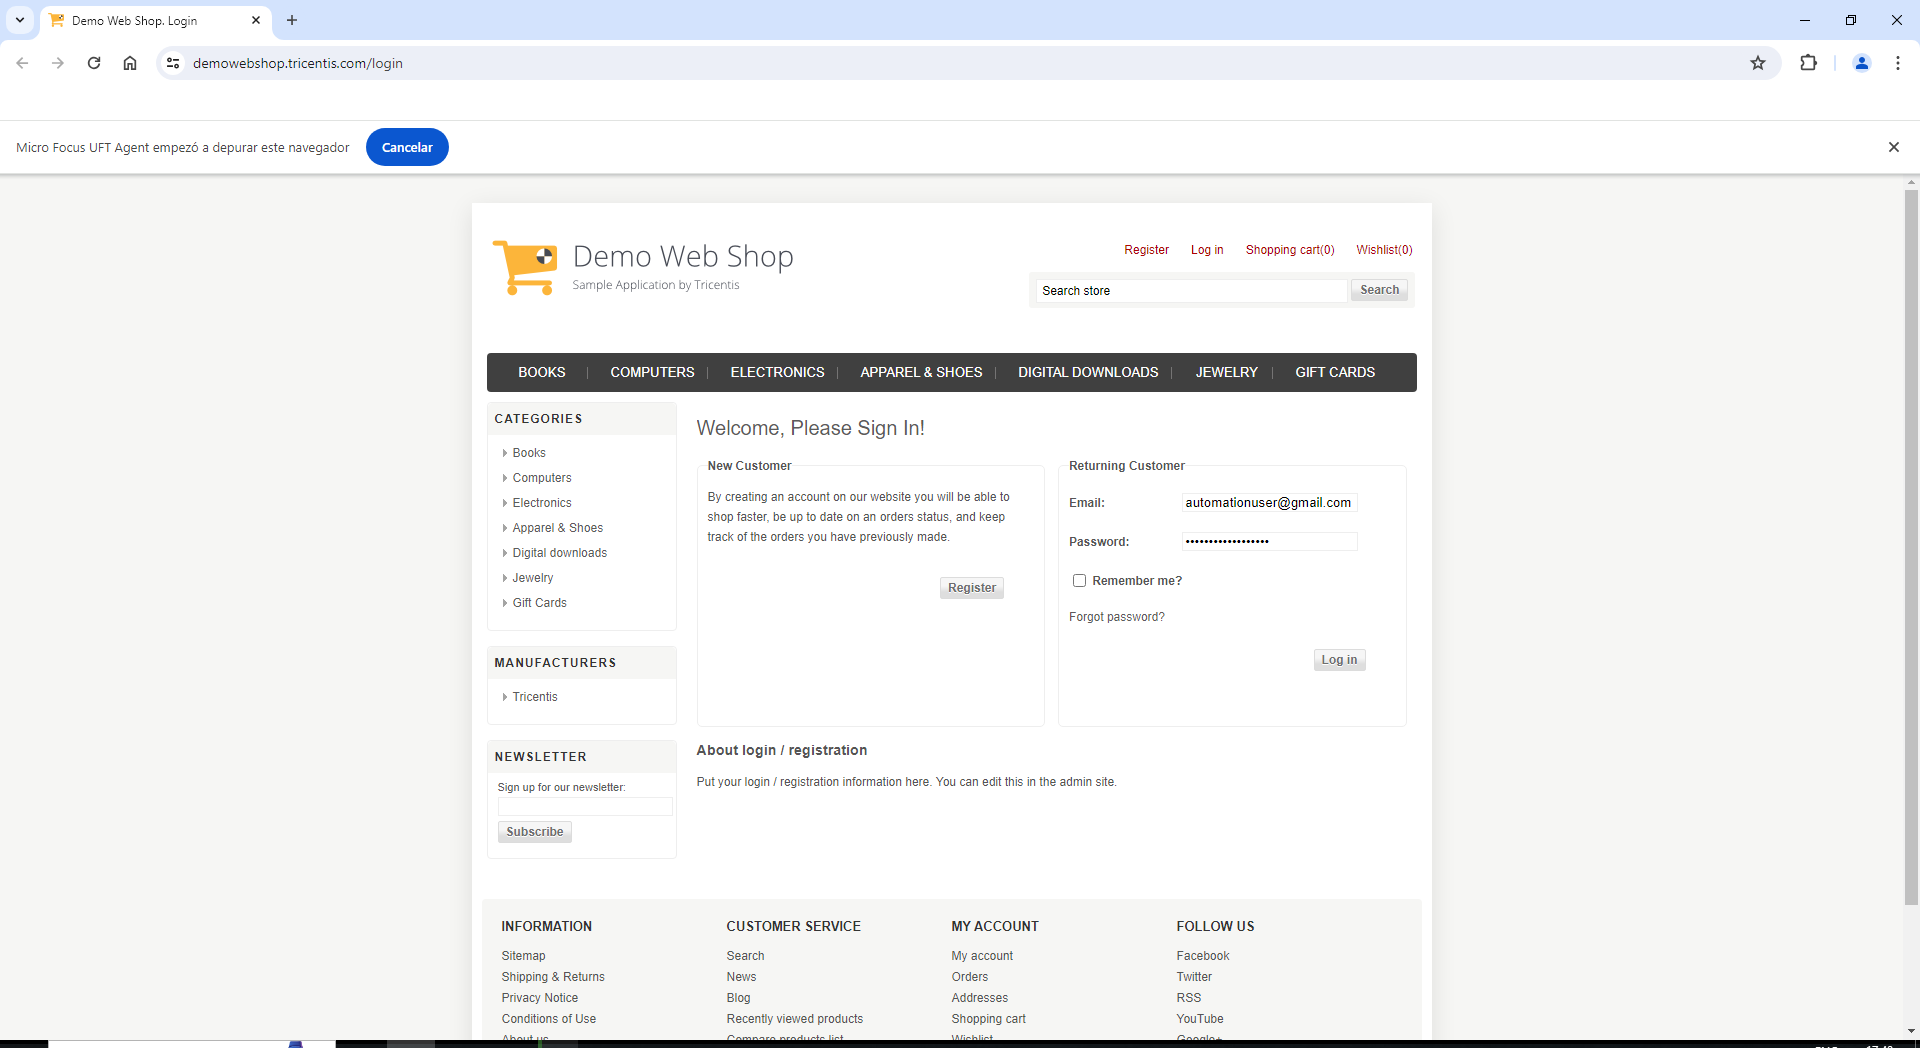 Demo Web Shop. Login
demowebshop.tricentis.com/login
Micro Focus UFT Agent empezó a depurar este navegador
Cancelar
Demo Web Shop
Sample Application by Tricentis
Register Log in Shopping cart(0) Wishlist(0)
Search store Search
BOOKS COMPUTERS ELECTRONICS APPAREL & SHOES DIGITAL DOWNLOADS JEWELRY GIFT CARDS
CATEGORIES
Books
Computers
Electronics
Apparel & Shoes
Digital downloads
Jewelry
Gift Cards
MANUFACTURERS
Tricentis
NEWSLETTER
Sign up for our newsletter:
Subscribe
Welcome, Please Sign In!
New Customer
By creating an account on our website you will be able to
shop faster, be up to date on an orders status, and keep
track of the orders you have previously made.
Register
Returning Customer
Email: automationuser@gmail.com
Password: ••••••••••••••••••
Remember me?
Forgot password?
Log in
About login / registration
Put your login / registration information here. You can edit this in the admin site.
INFORMATION
Sitemap
Shipping & Returns
Privacy Notice
Conditions of Use
About us
CUSTOMER SERVICE
Search
News
Blog
Recently viewed products
Compare products list
MY ACCOUNT
My account
Orders
Addresses
Shopping cart
Wishlist
FOLLOW US
Facebook
Twitter
RSS
YouTube
Google+